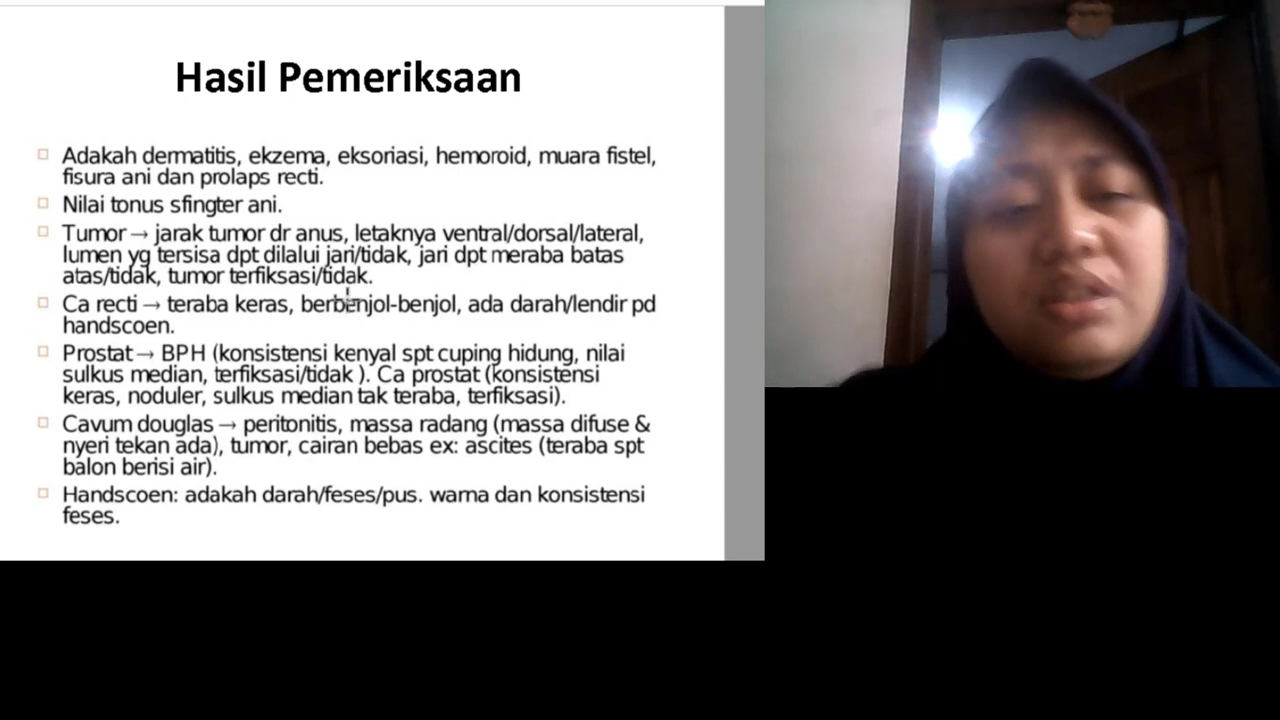 Hasil Pemeriksaan
Adakah dermatitis, ekzema, eksoriasi, hemoroid, muara fistel,
fisura ani dan prolaps recti.
Nilai tonus sfingter ani.
Tumor → jarak tumor dr anus, letaknya ventral/dorsal/lateral,
lumen yg tersisa dpt dilalui jari/tidak, jari dpt meraba batas
atas/tidak, tumor terfiksasi/tidak.
Ca recti → teraba keras, berbenjol-benjol, ada darah/lendir pd
handscoen.
Prostat → BPH (konsistensi kenyal spt cuping hidung, nilai
sulkus median, terfiksasi/tidak ). Ca prostat (konsistensi
keras, noduler, sulkus median tak teraba, terfiksasi).
Cavum douglas → peritonitis, massa radang (massa difuse &
nyeri tekan ada), tumor, cairan bebas ex: ascites (teraba spt
balon berisi air).
Handscoen: adakah darah/feses/pus. warna dan konsistensi
feses.